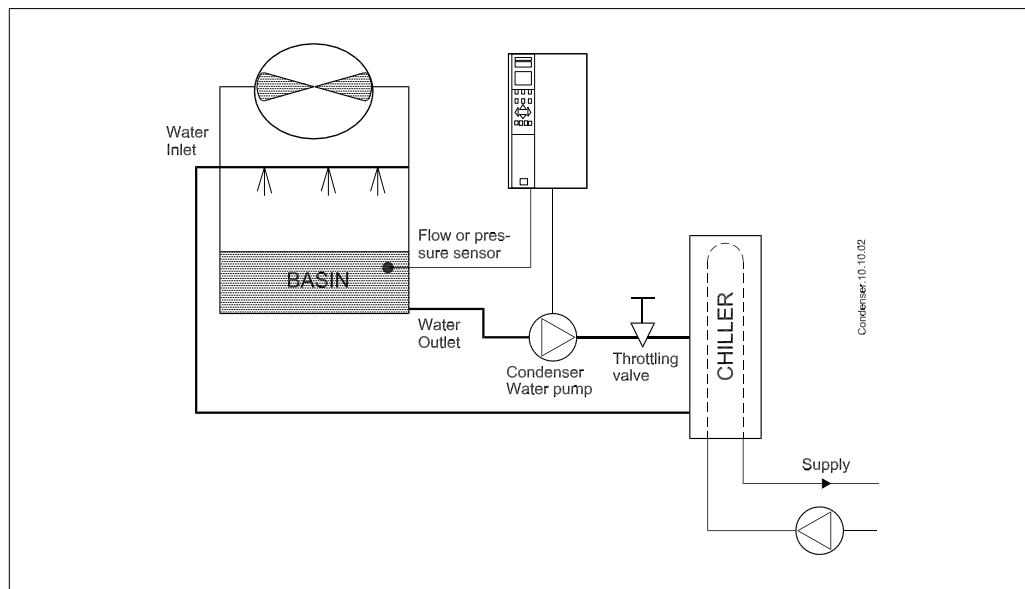 Water
Inlet
Flow or pres-
sure sensor
BASIN
Water
Outlet
Condenser
Water pump
Throttling
valve
CHILLER
Supply
Condenser.10.10.02